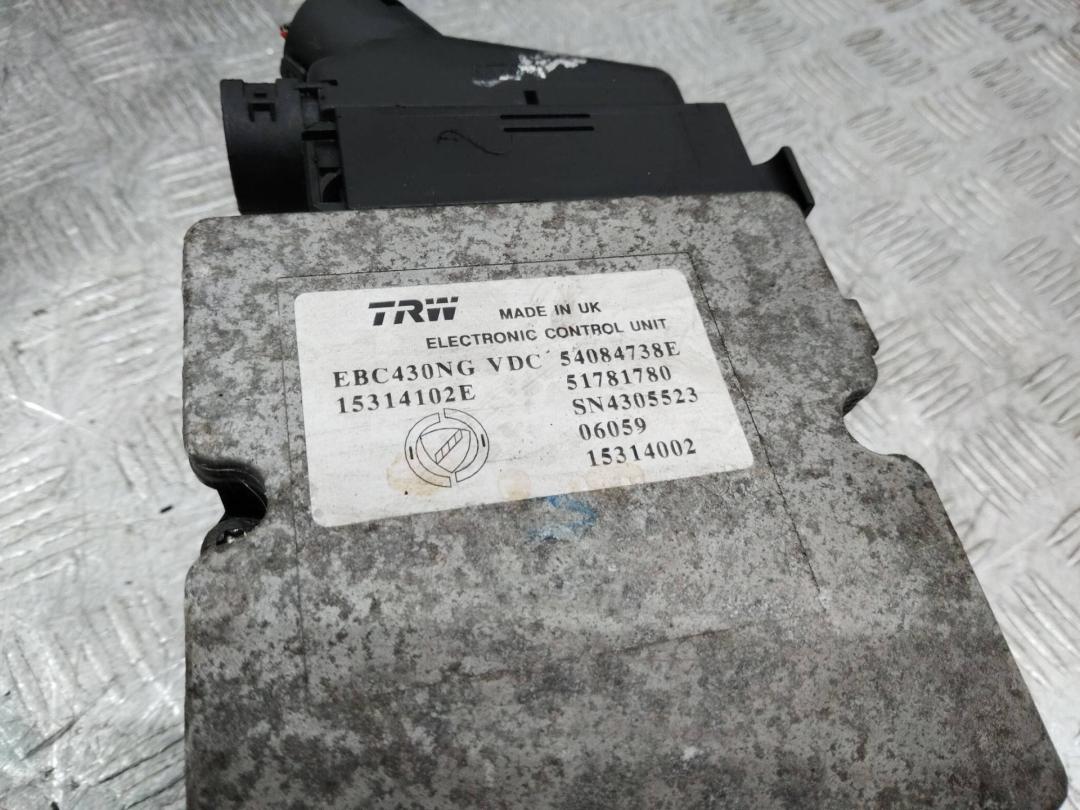 TRW MADE IN UK
ELECTRONIC CONTROL UNIT
EBC430NG VDC 54084738E
15314102E 51781780
SN4305523
06059
15314002